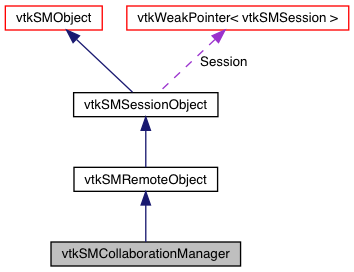 vtkSMObject
vtkWeakPointer< vtkSMSession >
Session
vtkSMSessionObject
vtkSMRemoteObject
vtkSMCollaborationManager